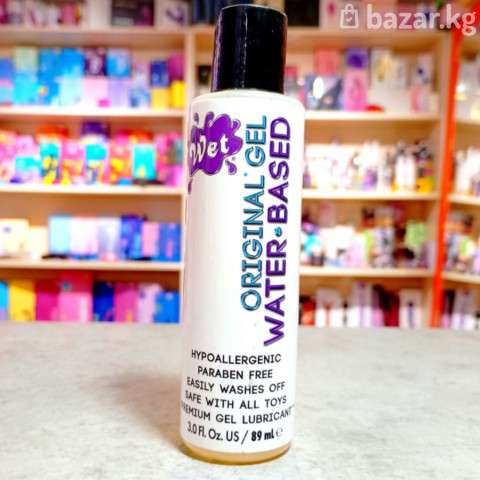 bazar.kg
Wet
ORIGINAL GEL
WATER BASED
HYPOALLERGENIC
PARABEN FREE
EASILY WASHES OFF
SAFE WITH ALL TOYS
PREMIUM GEL LUBRICANT
3.0 Fl. Oz. US / 89 mL e